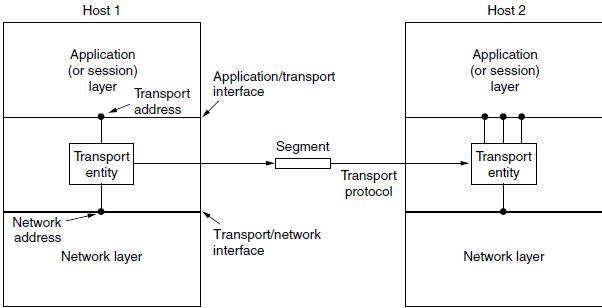 Host 1
Host 2
Application
(or session)
layer
Transport
address
Application/transport
interface
Application
(or session)
layer
Transport
entity
Segment
Transport
protocol
Transport
entity
Network
address
Network layer
Transport/network
interface
Network layer